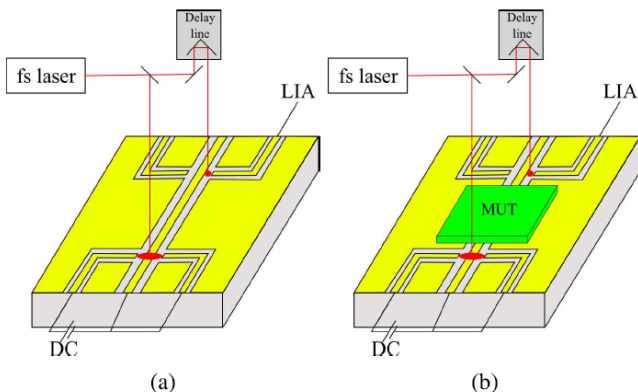 Delay
line
fs laser
LIA
DC
(a)
Delay
line
fs laser
LIA
MUT
DC
(b)